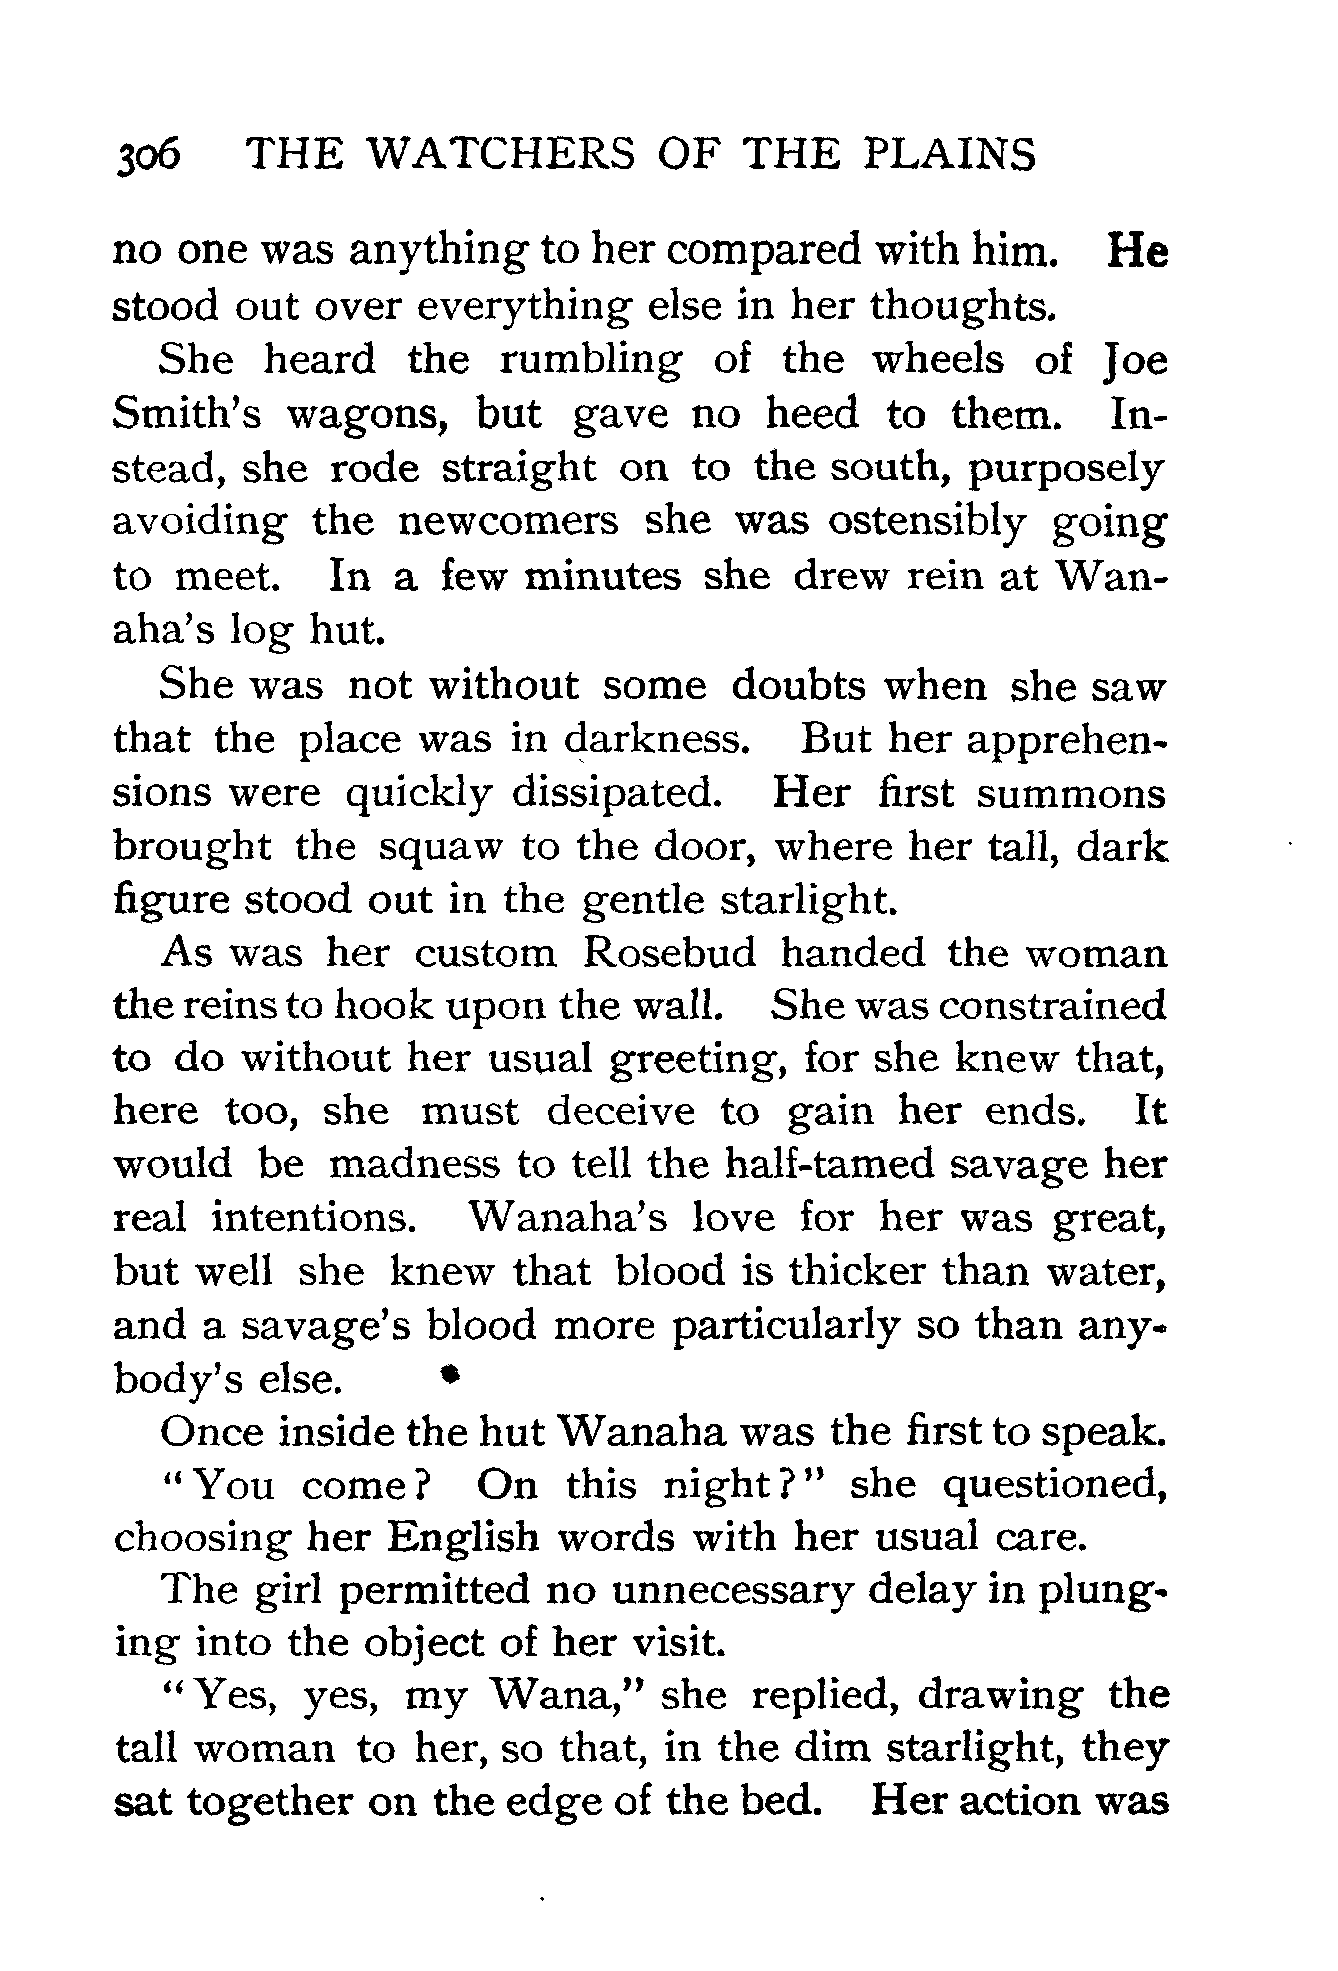 306 THE WATCHERS OF THE PLAINS
no one was anything to her compared with him. He
stood out over everything else in her thoughts.
She heard the rumbling of the wheels of Joe
Smith's wagons, but gave no heed to them. In-
stead, she rode straight on to the south, purposely
avoiding the newcomers she was ostensibly going
to meet. In a few minutes she drew rein at Wan-
aha's log hut.
She was not without some doubts when she saw
that the place was in darkness. But her apprehen-
sions were quickly dissipated. Her first summons
brought the squaw to the door, where her tall, dark
figure stood out in the gentle starlight.
As was her custom Rosebud handed the woman
the reins to hook upon the wall. She was constrained
to do without her usual greeting, for she knew that,
here too, she must deceive to gain her ends. It
would be madness to tell the half-tamed savage her
real intentions. Wanaha's love for her was great,
but well she knew that blood is thicker than water,
and a savage's blood more particularly so than any-
body's else.
Once inside the hut Wanaha was the first to speak.
"You come? On this night?" she questioned,
choosing her English words with her usual care.
The girl permitted no unnecessary delay in plung-
ing into the object of her visit.
"Yes, yes, my Wana," she replied, drawing the
tall woman to her, so that, in the dim starlight, they
sat together on the edge of the bed. Her action was